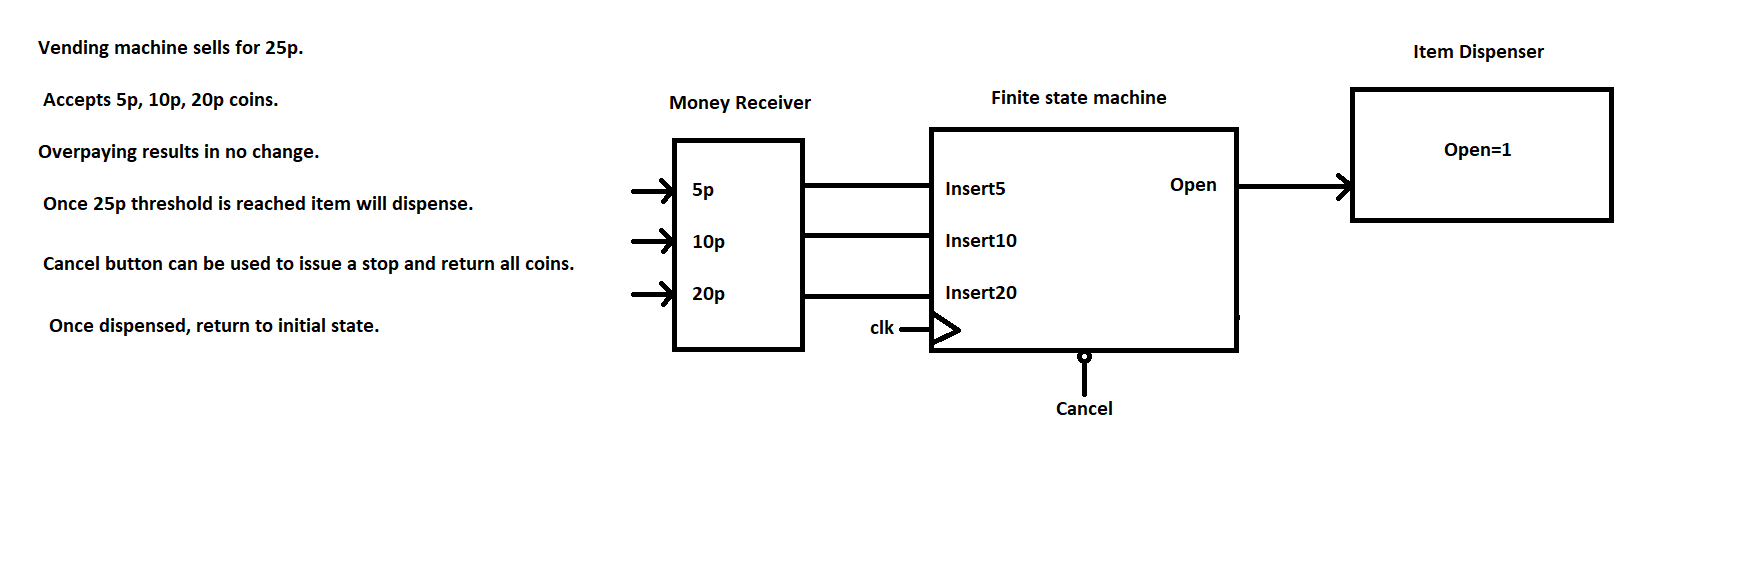 Vending machine sells for 25p.
Accepts 5p, 10p, 20p coins.
Overpaying results in no change.
Once 25p threshold is reached item will dispense.
Cancel button can be used to issue a stop and return all coins.
Once dispensed, return to initial state.
Money Receiver
5p
10p
20p
Finite state machine
Insert5
Insert10
Insert20
clk
Open
Cancel
Item Dispenser
Open=1